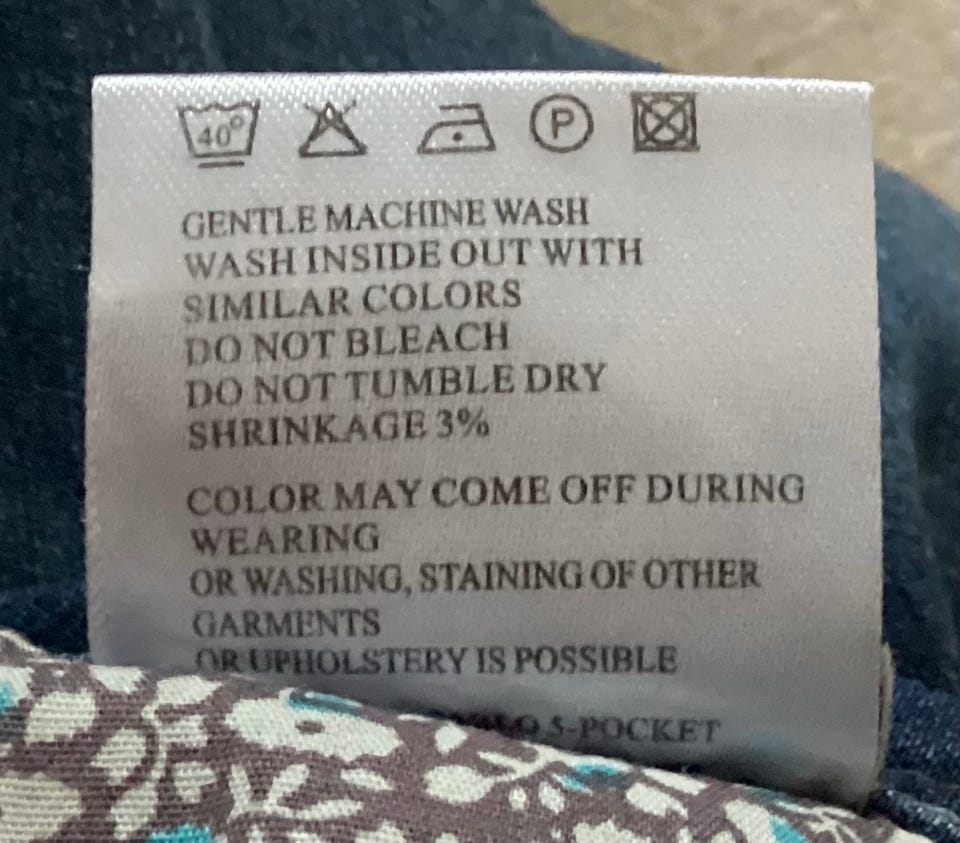 40°
P
GENTLE MACHINE WASH
WASH INSIDE OUT WITH
SIMILAR COLORS
DO NOT BLEACH
DO NOT TUMBLE DRY
SHRINKAGE 3%
COLOR MAY COME OFF DURING
WEARING
OR WASHING, STAINING OF OTHER
GARMENTS
OR UPHOLSTERY IS POSSIBLE
5-POCKET